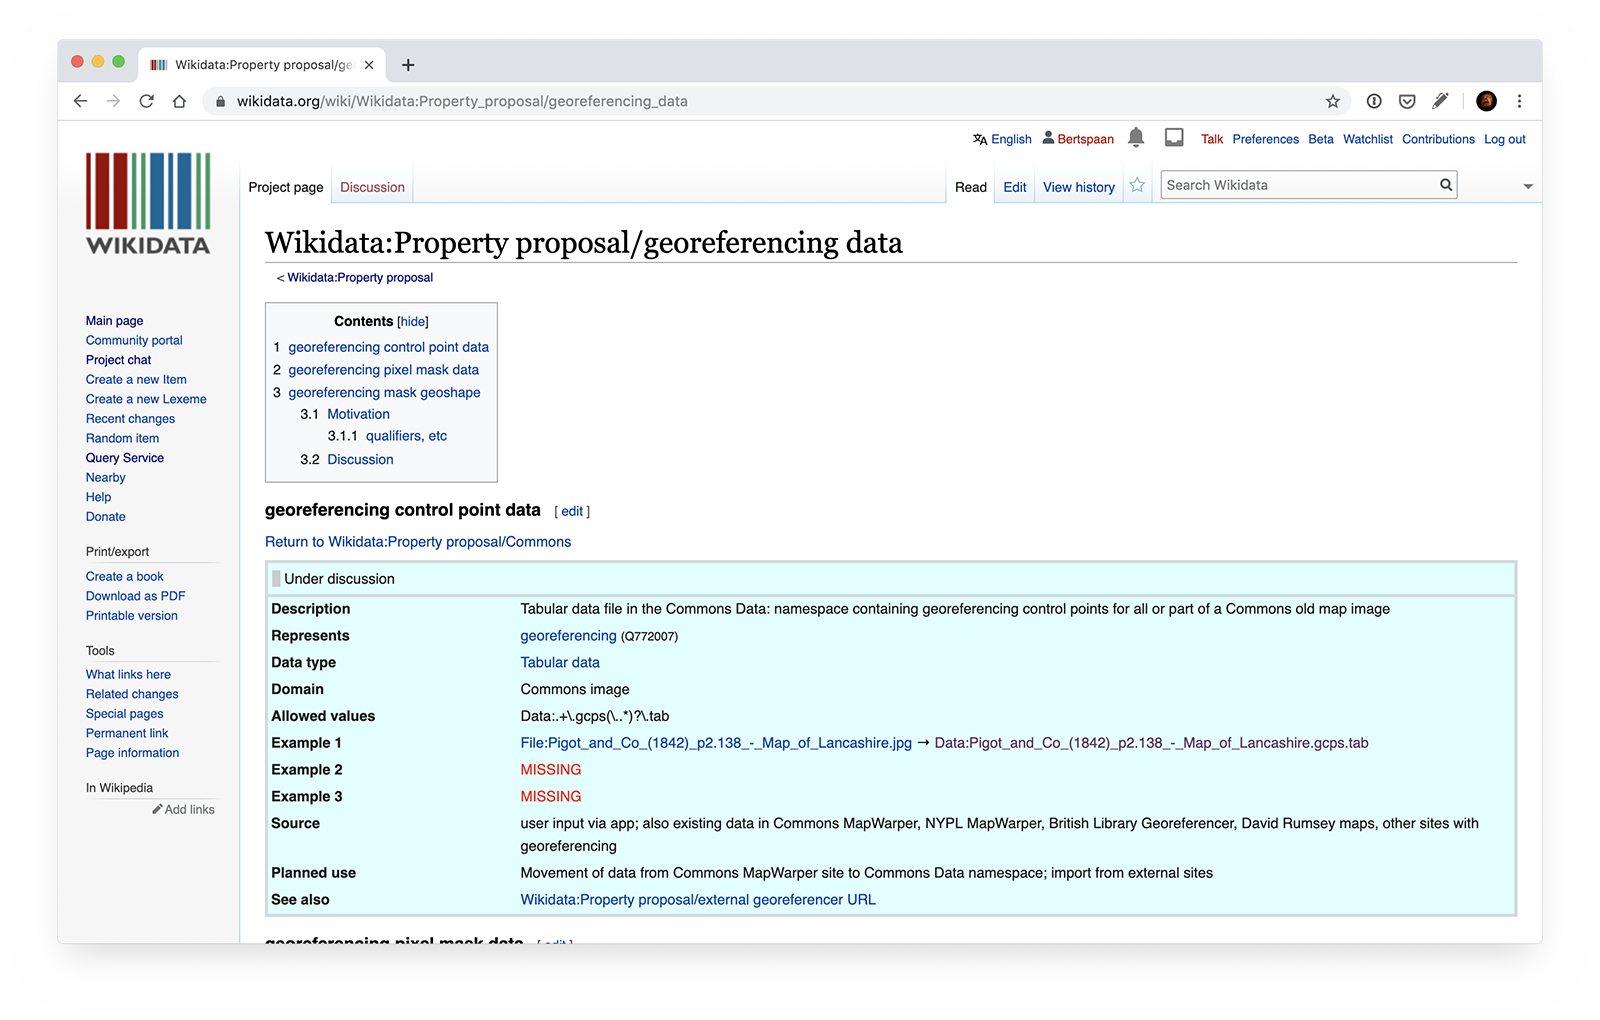 Wikidata:Property proposal/ge
wikidata.org/wiki/Wikidata:Property_proposal/georeferencing_data
English Bertspaan Talk Preferences Beta Watchlist Contributions Log out
WIKIDATA
Project page Discussion Read Edit View history Search Wikidata
Wikidata:Property proposal/georeferencing data
< Wikidata:Property proposal
Main page
Community portal
Project chat
Create a new Item
Create a new Lexeme
Recent changes
Random item
Query Service
Nearby
Help
Donate
Print/export
Create a book
Download as PDF
Printable version
Tools
What links here
Related changes
Special pages
Permanent link
Page information
In Wikipedia
Add links
Contents [hide]
1 georeferencing control point data
2 georeferencing pixel mask data
3 georeferencing mask geoshape
3.1 Motivation
3.1.1 qualifiers, etc
3.2 Discussion
georeferencing control point data [ edit ]
Return to Wikidata:Property proposal/Commons
Under discussion
Description Tabular data file in the Commons Data: namespace containing georeferencing control points for all or part of a Commons old map image
Represents georeferencing (Q772007)
Data type Tabular data
Domain Commons image
Allowed values Data:.+\.gcps(\..*)?\.tab
Example 1 File:Pigot_and_Co_(1842)_p2.138_-_Map_of_Lancashire.jpg → Data:Pigot_and_Co_(1842)_p2.138_-_Map_of_Lancashire.gcps.tab
Example 2 MISSING
Example 3 MISSING
Source user input via app; also existing data in Commons MapWarper, NYPL MapWarper, British Library Georeferencer, David Rumsey maps, other sites with
georeferencing
Planned use Movement of data from Commons MapWarper site to Commons Data namespace; import from external sites
See also Wikidata:Property proposal/external georeferencer URL
georeferencing pixel mask data [ edit ]